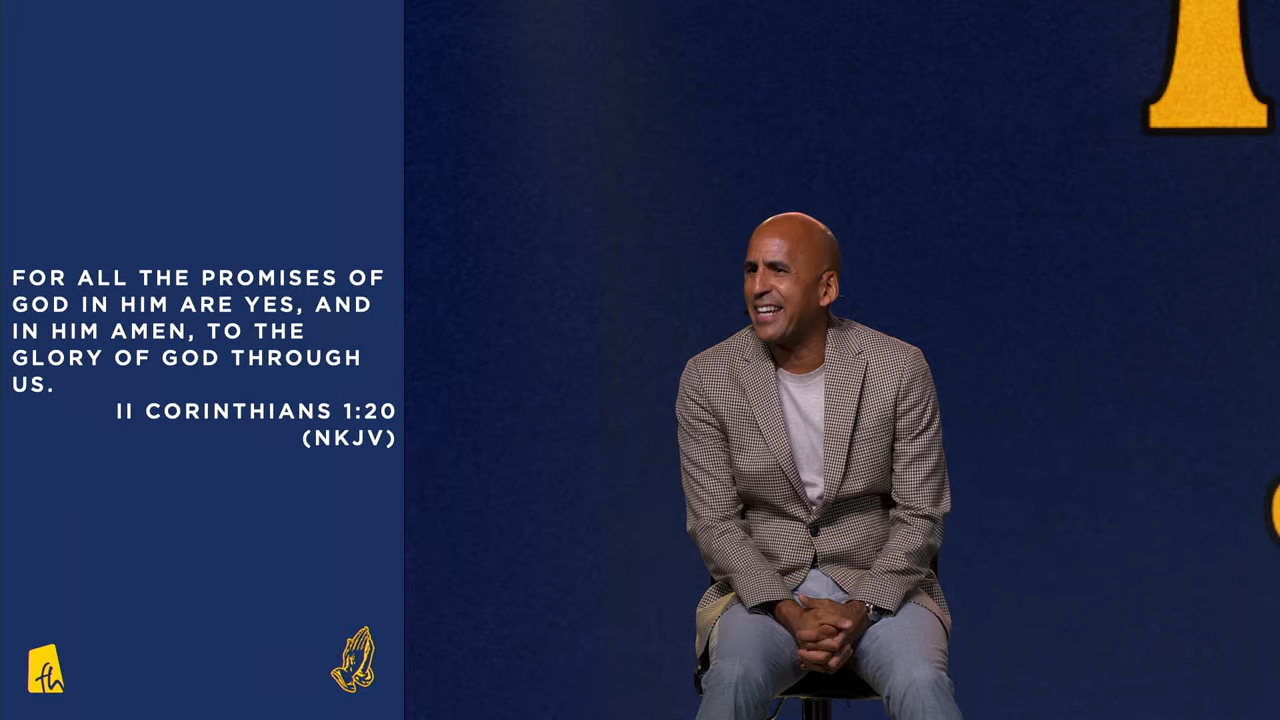 FOR ALL THE PROMISES OF
GOD IN HIM ARE YES, AND
IN HIM AMEN, TO THE
GLORY OF GOD THROUGH
US.
II CORINTHIANS 1:20
(NKJV)
fh